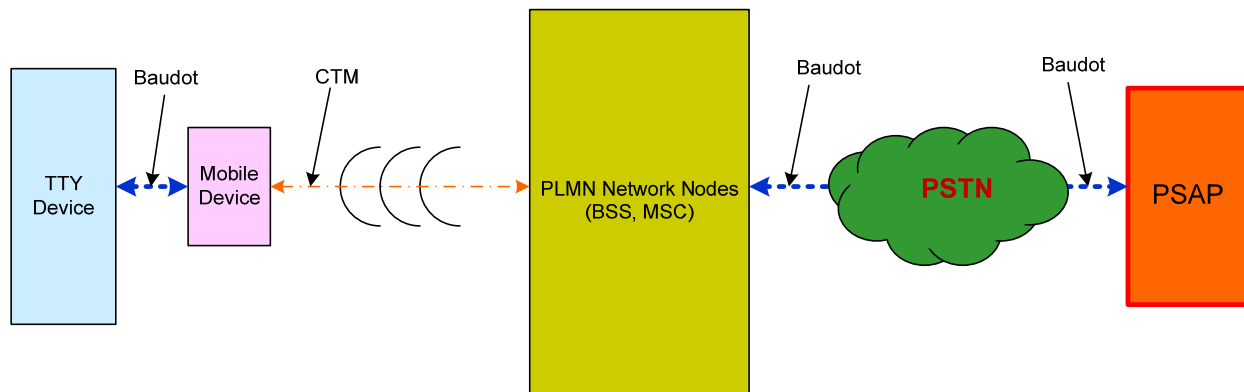 Baudot
CTM
Baudot
Baudot
TTY
Device
Mobile
Device
PLMN Network Nodes
(BSS, MSC)
PSTN
PSAP